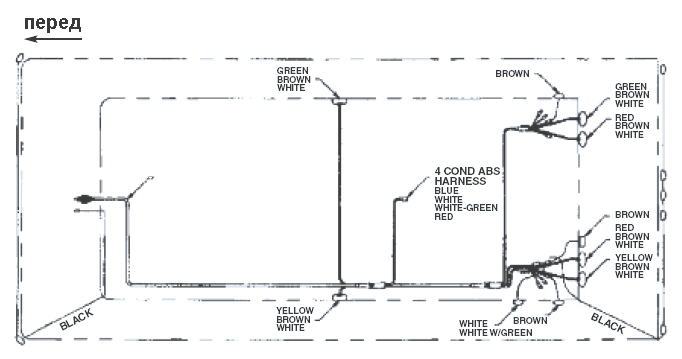 перед
GREEN
BROWN
WHITE
BROWN
GREEN
BROWN
WHITE
RED
BROWN
WHITE
4 COND ABS
HARNESS
BLUE
WHITE
WHITE-GREEN
RED
BROWN
RED
BROWN
WHITE
YELLOW
BROWN
WHITE
BLACK
YELLOW
BROWN
WHITE
WHITE
WHITE W/GREEN
BROWN
BLACK